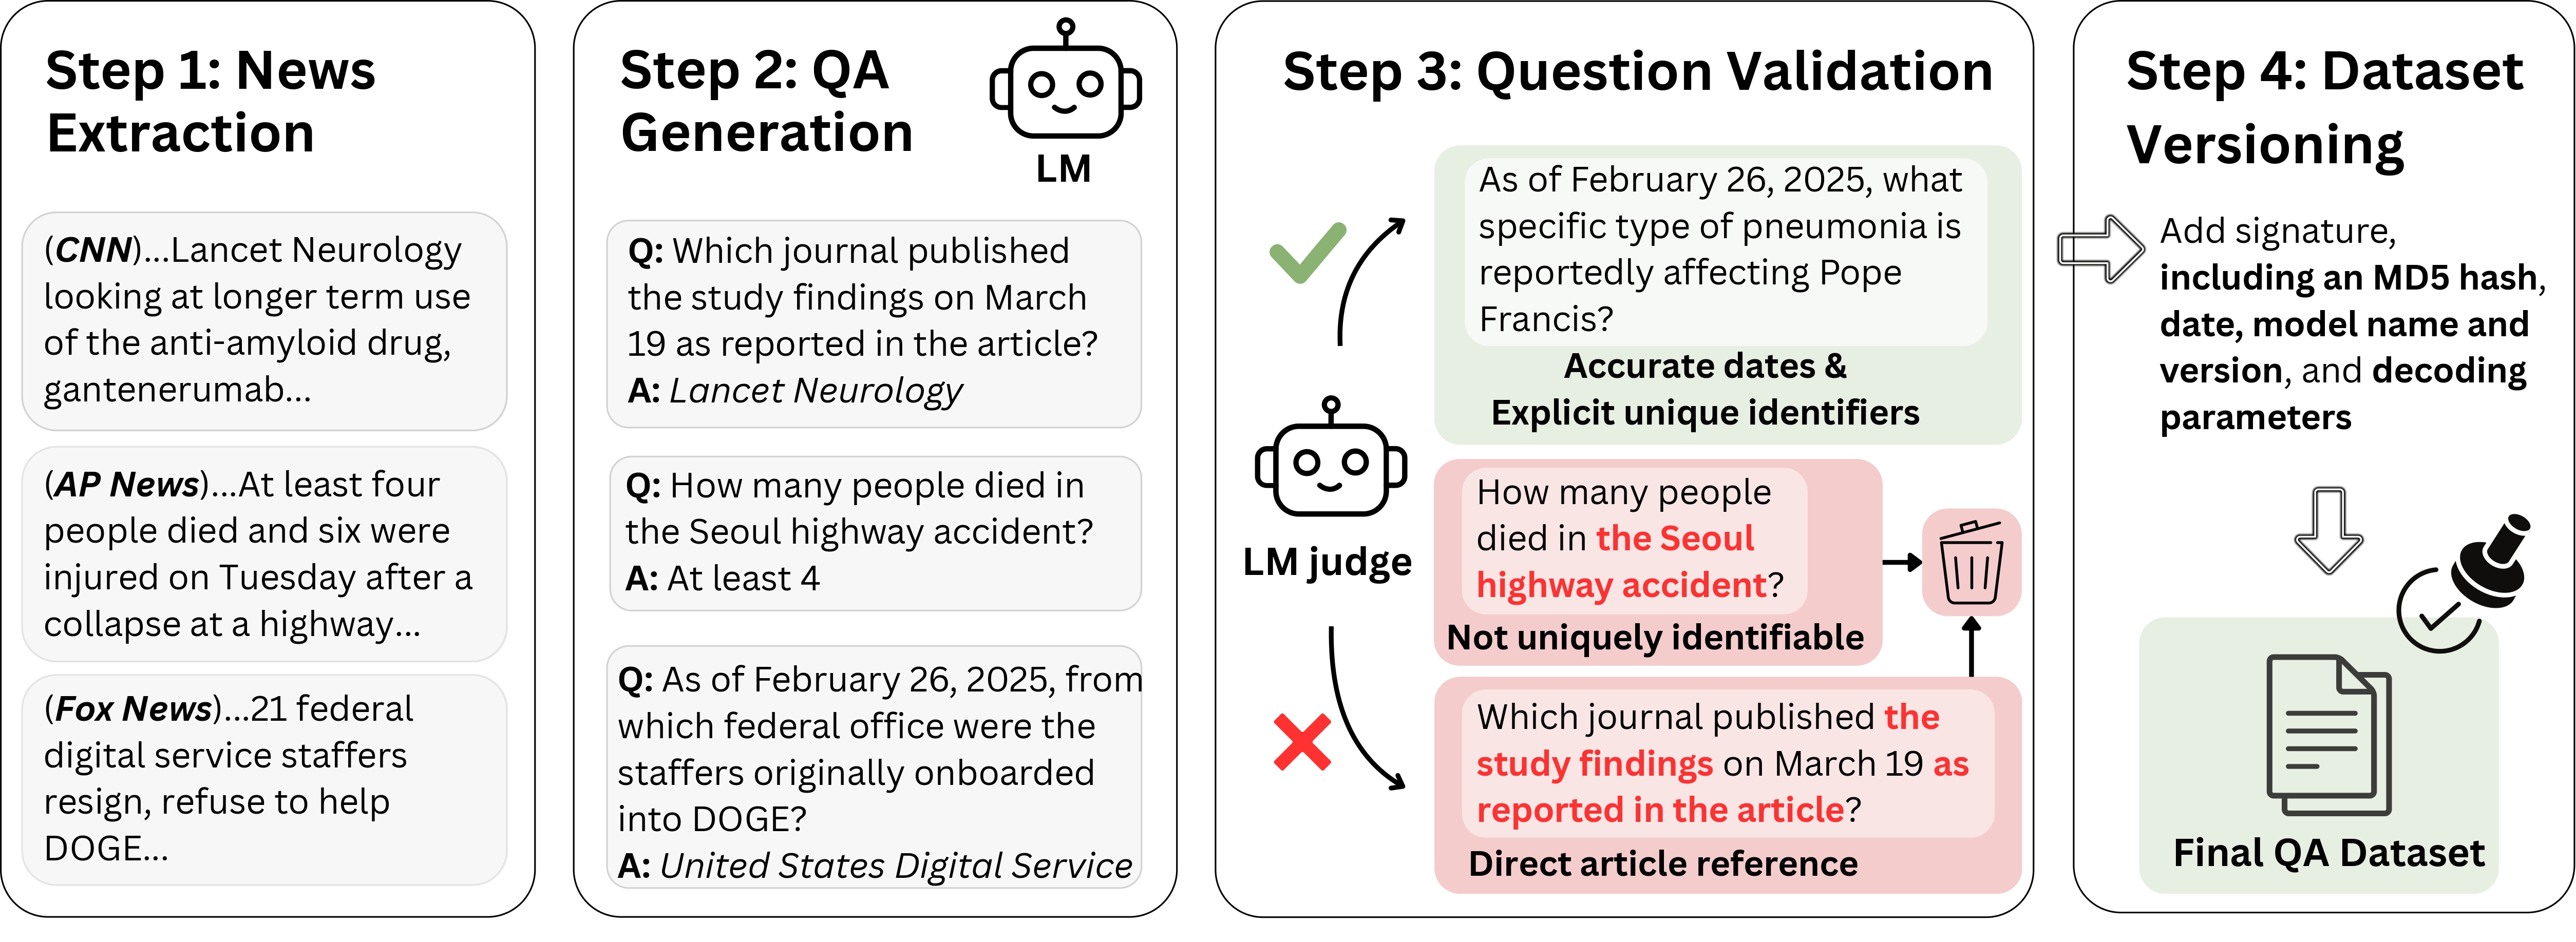 Step 1: News
Extraction
(CNN)...Lancet Neurology
looking at longer term use
of the anti-amyloid drug,
gantenerumab...
(AP News)...At least four
people died and six were
injured on Tuesday after a
collapse at a highway...
(Fox News)...21 federal
digital service staffers
resign, refuse to help
DOGE...
Step 2: QA
Generation
LM
Q: Which journal published
the study findings on March
19 as reported in the article?
A: Lancet Neurology
Q: How many people died in
the Seoul highway accident?
A: At least 4
Q: As of February 26, 2025, from
which federal office were the
staffers originally onboarded
into DOGE?
A: United States Digital Service
Step 3: Question Validation
As of February 26, 2025, what
specific type of pneumonia is
reportedly affecting Pope
Francis?
Accurate dates &
Explicit unique identifiers
LM judge
How many people
died in the Seoul
highway accident?
Not uniquely identifiable
Which journal published the
study findings on March 19 as
reported in the article?
Direct article reference
Step 4: Dataset
Versioning
Add signature,
including an MD5 hash,
date, model name and
version, and decoding
parameters
Final QA Dataset